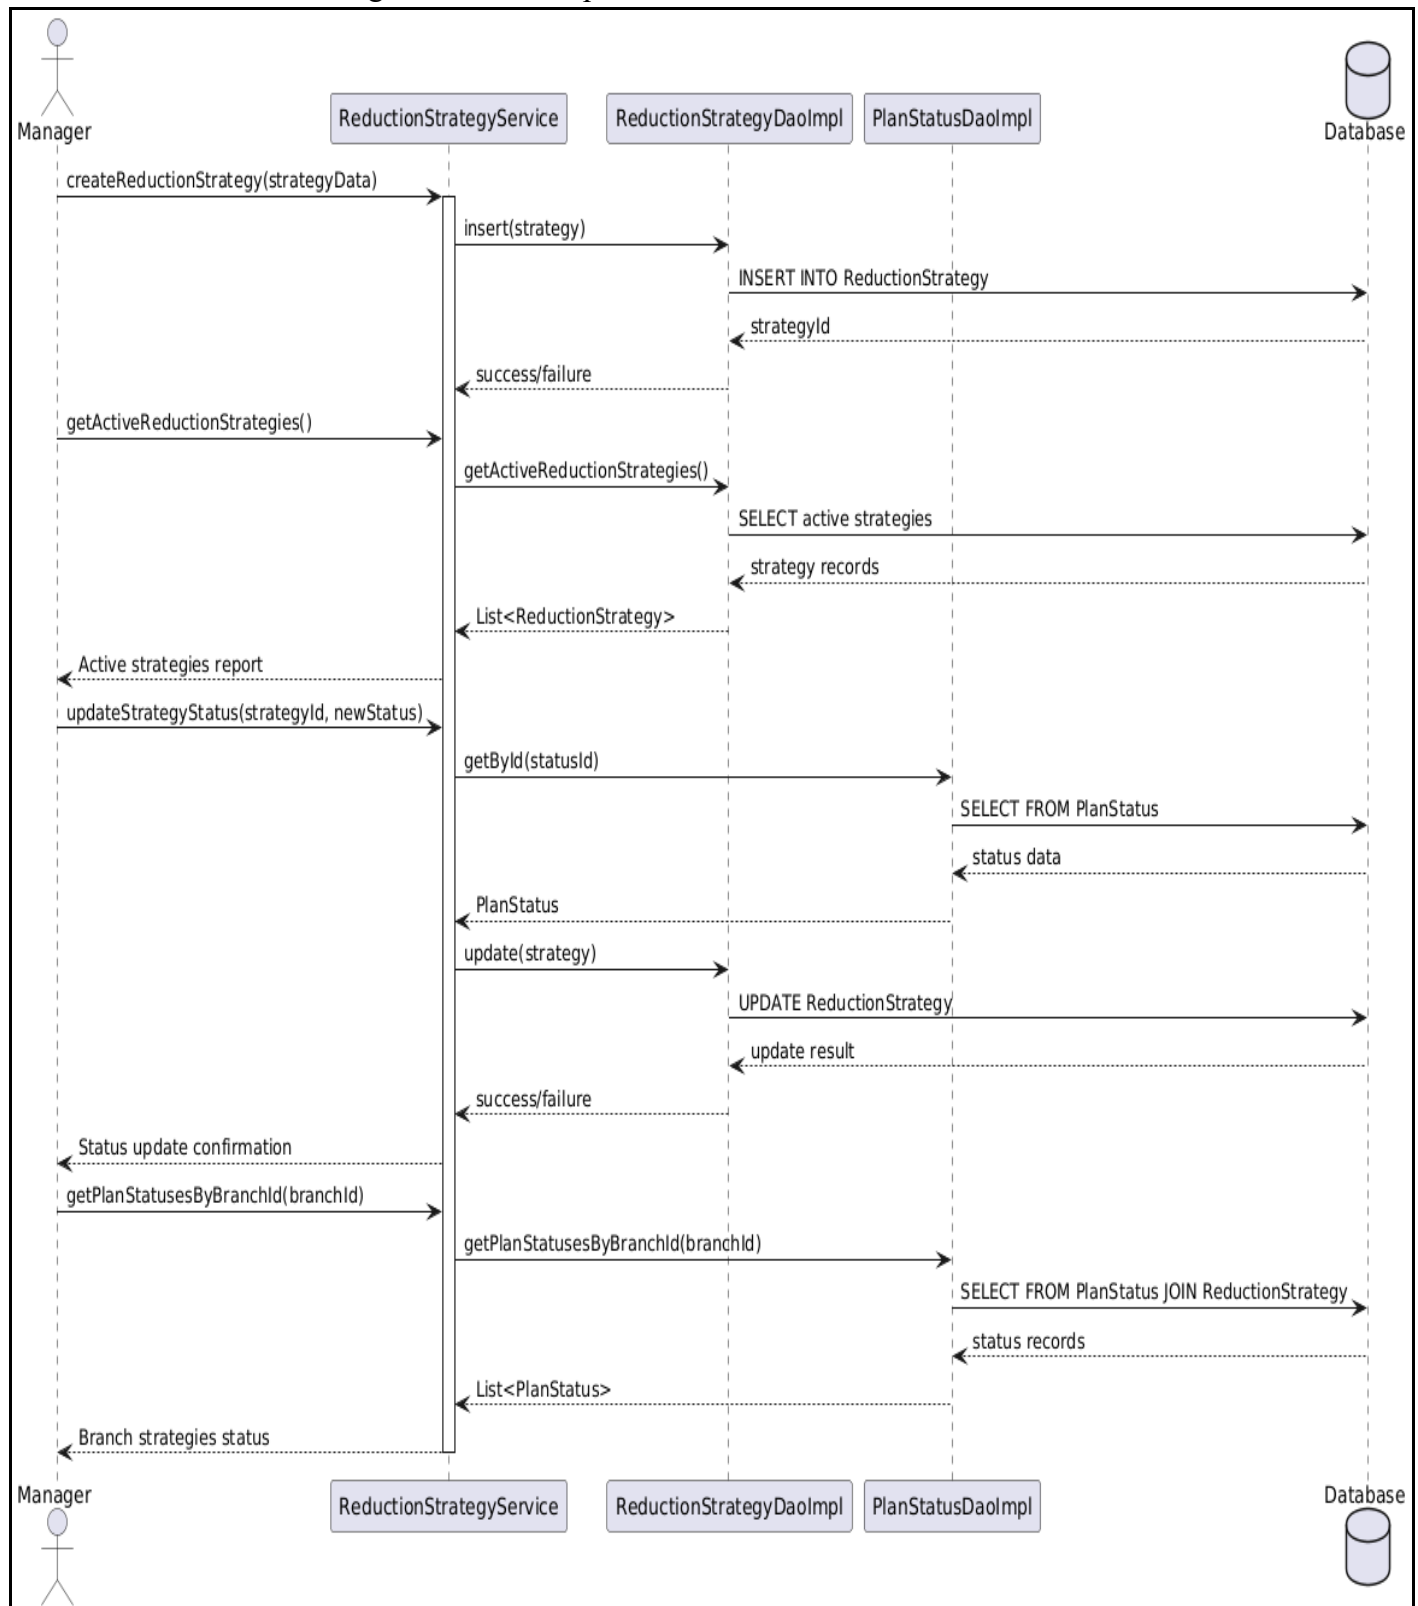 Manager
ReductionStrategyService
ReductionStrategyDaoImpl
PlanStatusDaoImpl
Database
createReductionStrategy(strategyData)
insert(strategy)
INSERT INTO ReductionStrategy
strategyId
success/failure
getActiveReductionStrategies()
getActiveReductionStrategies()
SELECT active strategies
strategy records
List<ReductionStrategy>
Active strategies report
updateStrategyStatus(strategyId, newStatus)
getById(statusId)
SELECT FROM PlanStatus
status data
PlanStatus
update(strategy)
UPDATE ReductionStrategy
update result
success/failure
Status update confirmation
getPlanStatusesByBranchId(branchId)
getPlanStatusesByBranchId(branchId)
SELECT FROM PlanStatus JOIN ReductionStrategy
status records
List<PlanStatus>
Branch strategies status
Manager
ReductionStrategyService
ReductionStrategyDaoImpl
PlanStatusDaoImpl
Database